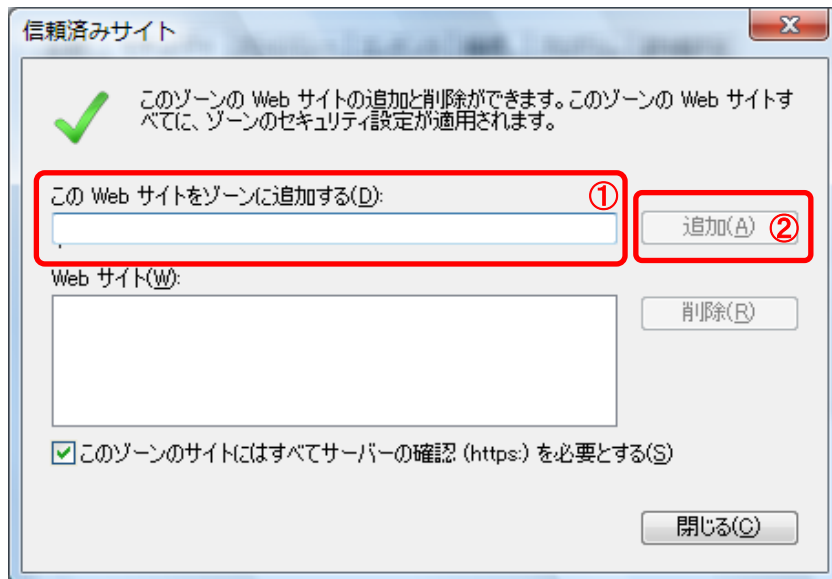 信頼済みサイト
このゾーンの Web サイトの追加と削除ができます。このゾーンの Web サイトす
べてに、ゾーンのセキュリティ設定が適用されます。
この Web サイトをゾーンに追加する(D):
①
追加(A)
②
Web サイト(W):
削除(R)
このゾーンのサイトにはすべてサーバーの確認 (https:) を必要とする(S)
閉じる(C)